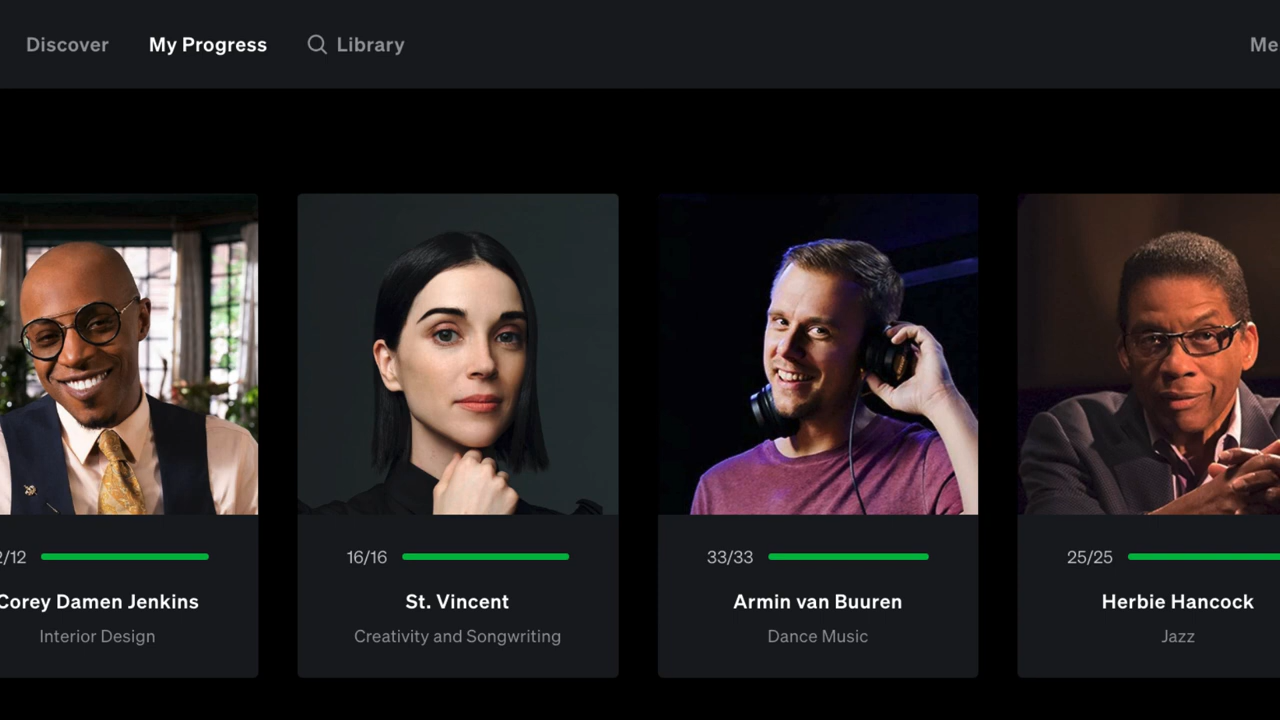 Discover
My Progress
Library
Me
2/12
Corey Damen Jenkins
Interior Design
16/16
St. Vincent
Creativity and Songwriting
33/33
Armin van Buuren
Dance Music
25/25
Herbie Hancock
Jazz